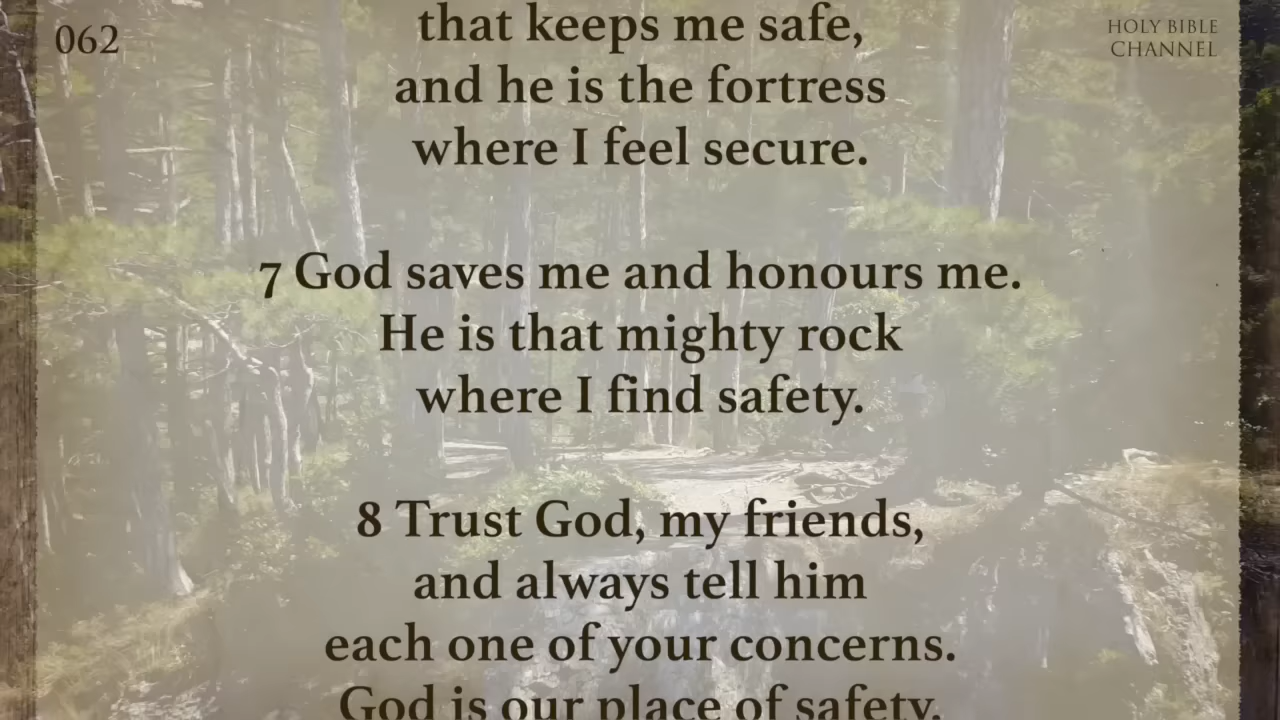 062
HOLY BIBLE
CHANNEL
that keeps me safe,
and he is the fortress
where I feel secure.
7 God saves me and honours me.
He is that mighty rock
where I find safety.
8 Trust God, my friends,
and always tell him
each one of your concerns.
God is our place of safety.